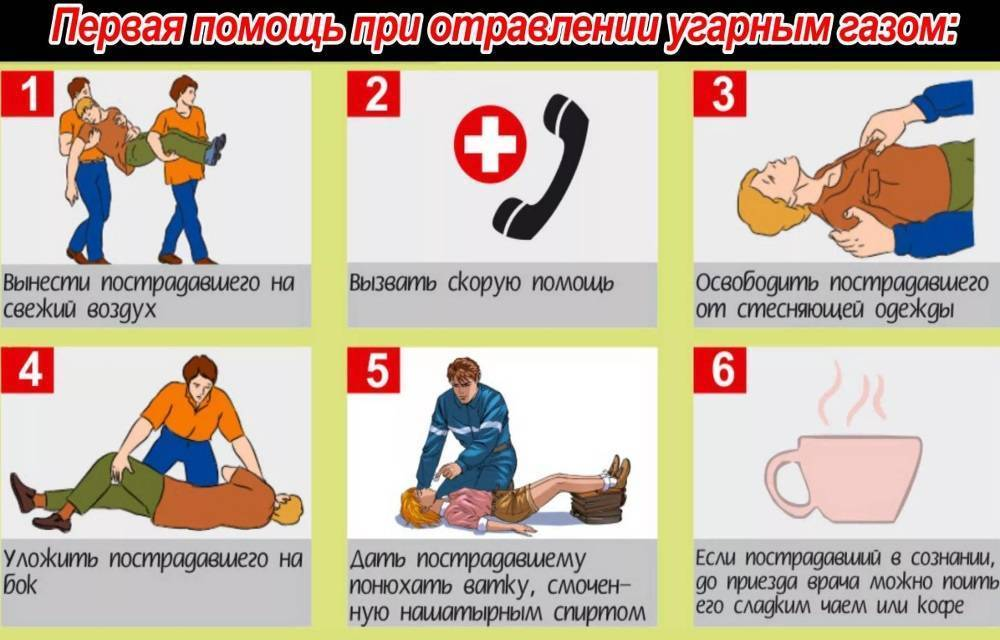 Первая помощь при отравлении угарным газом:
1
Вынести пострадавшего на
свежий воздух
2
Вызвать скорую помощь
3
Освободить пострадавшего
от стесняющей одежды
4
Уложить пострадавшего на
бок
5
Дать пострадавшему
понюхать ватку, смочен-
ную нашатырным спиртом
6
Если пострадавший в сознании,
до приезда врача можно поить
его сладким чаем или кофе